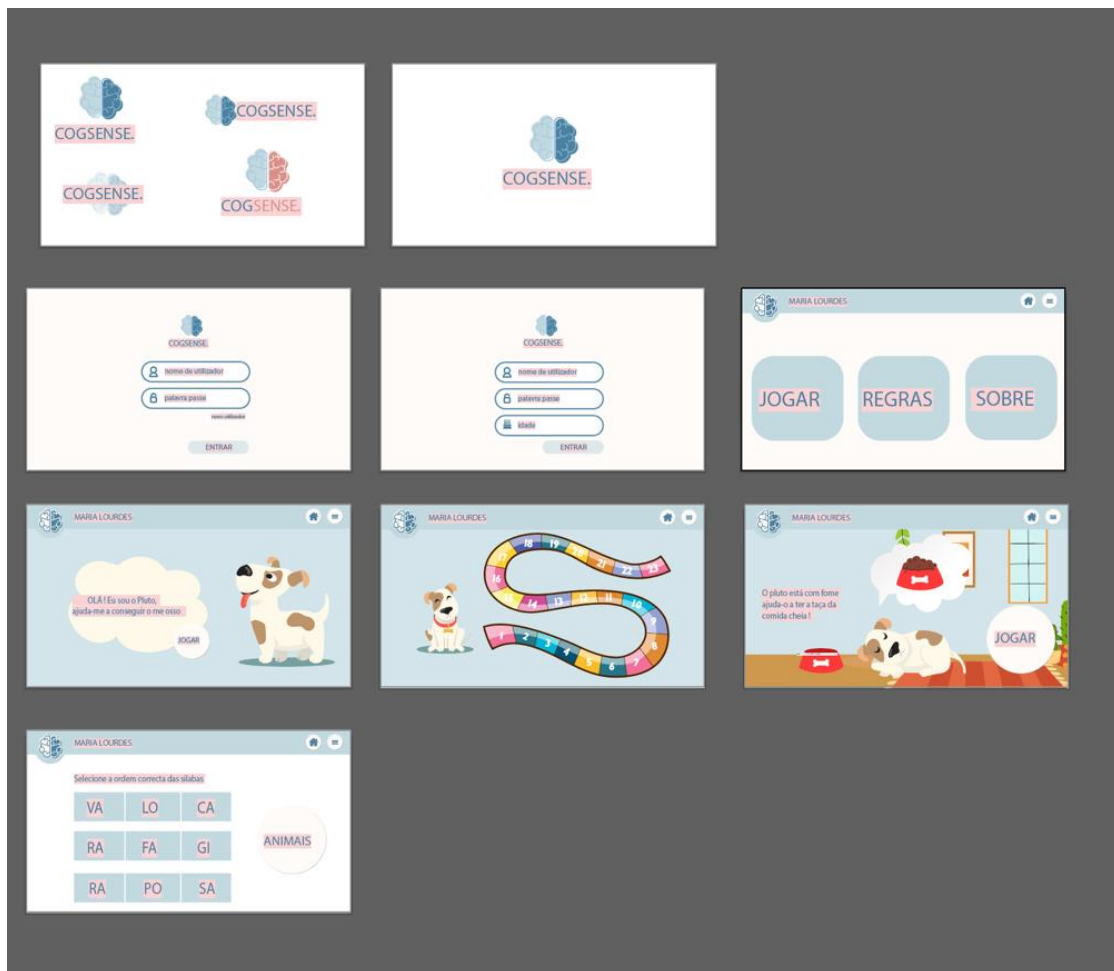 COGSENSE.
COGSENSE.
COGSENSE.
COGSENSE.
COGSENSE.
COGSENSE.
nome de utilizador
palavra passe
novo utilizador
ENTRAR
COGSENSE.
nome de utilizador
palavra passe
idade
ENTRAR
MARIA LOURDES
JOGAR
REGRAS
SOBRE
MARIA LOURDES
OLÁ ! Eu sou o Pluto,
ajuda-me a conseguir o me osso
JOGAR
MARIA LOURDES
1 2 3 4 5 6 7 8 9 10 11 12 13 14 15 16 17 18 19 20 21 22 23
MARIA LOURDES
O pluto está com fome
ajuda-o a ter a taça da
comida cheia !
JOGAR
MARIA LOURDES
Selecione a ordem correcta das sílabas
VA LO CA
RA FA GI
RA PO SA
ANIMAIS